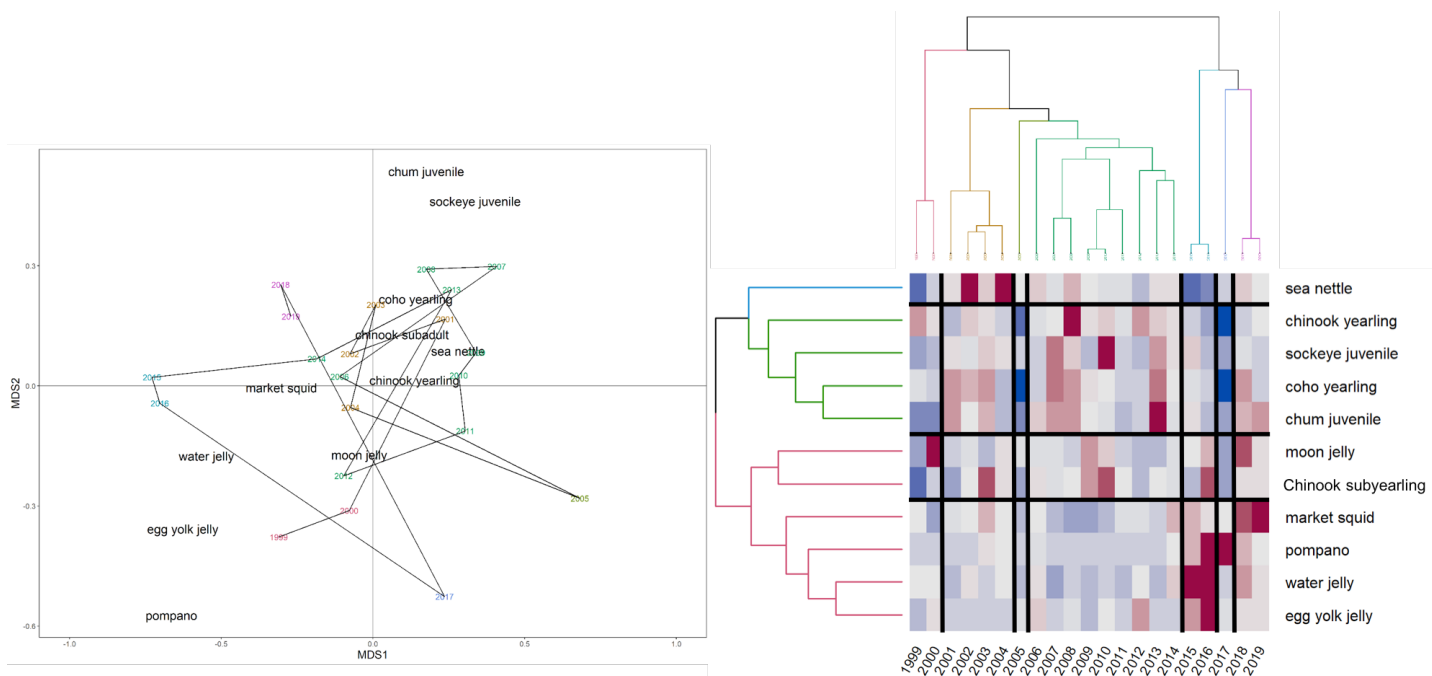 chum juvenile
sockeye juvenile
0.3
2018
2007
2013
coho yearling
2003
2019
2001
chinook subadult
2002
sea nettle
2014
2015
2006
2010
chinook yearling
0.0
market squid
2016
2004
2011
water jelly
moon jelly
2012
2005
-0.3
2000
egg yolk jelly
1999
2017
pompano
-0.6
-1.0
-0.5
0.0
0.5
1.0
MDS1
MDS2
sea nettle
chinook yearling
sockeye juvenile
coho yearling
chum juvenile
moon jelly
Chinook subyearling
market squid
pompano
water jelly
egg yolk jelly
1999
2000
2001
2002
2003
2004
2005
2006
2007
2008
2009
2010
2011
2012
2013
2014
2015
2016
2017
2018
2019